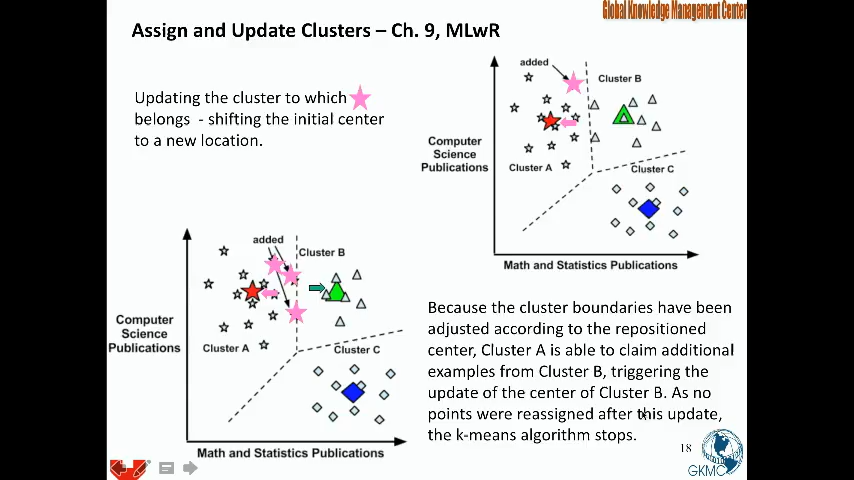 Global Knowledge Management Center
Assign and Update Clusters – Ch. 9, MLwR
Updating the cluster to which
belongs - shifting the initial center
to a new location.
added
Cluster B
Computer
Science
Publications
Cluster A
Cluster C
Math and Statistics Publications
added
Cluster B
Computer
Science
Publications
Cluster A
Cluster C
Math and Statistics Publications
Because the cluster boundaries have been
adjusted according to the repositioned
center, Cluster A is able to claim additional
examples from Cluster B, triggering the
update of the center of Cluster B. As no
points were reassigned after this update,
the k-means algorithm stops.
18
GKMC